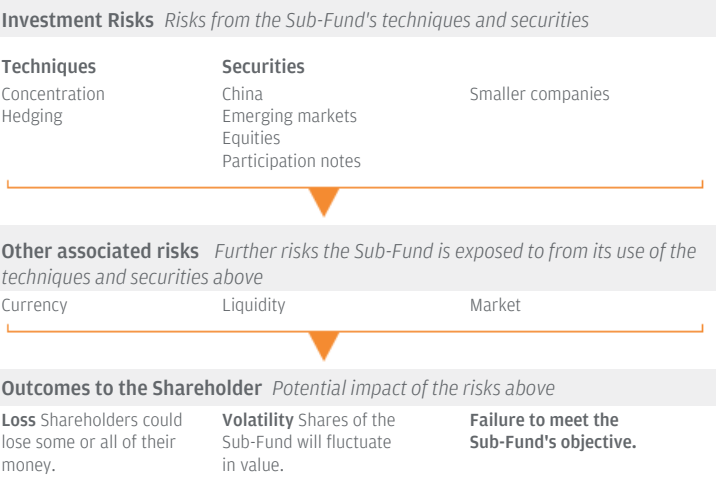 Investment Risks Risks from the Sub-Fund's techniques and securities
Techniques
Concentration
Hedging
Securities
China
Emerging markets
Equities
Participation notes
Smaller companies
Other associated risks Further risks the Sub-Fund is exposed to from its use of the
techniques and securities above
Currency
Liquidity
Market
Outcomes to the Shareholder Potential impact of the risks above
Loss Shareholders could
lose some or all of their
money.
Volatility Shares of the
Sub-Fund will fluctuate
in value.
Failure to meet the
Sub-Fund's objective.